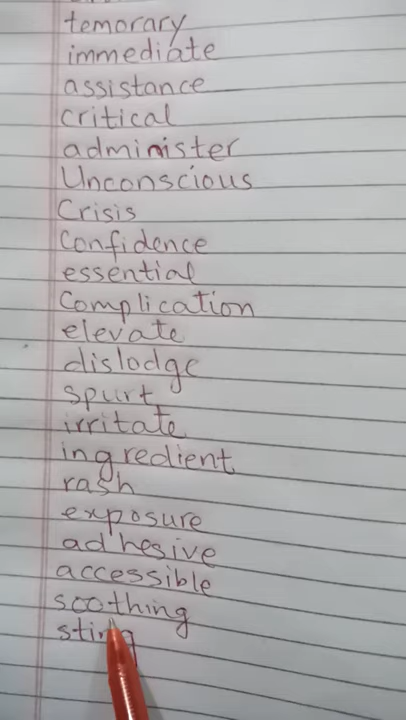 temorary
immediate
assistance
critical
administer
Unconscious
Crisis
Confidence
essential
Complication
elevate
dislodge
spurt
irritate
ingredient
rash
exposure
adhesive
accessible
soothing
sting